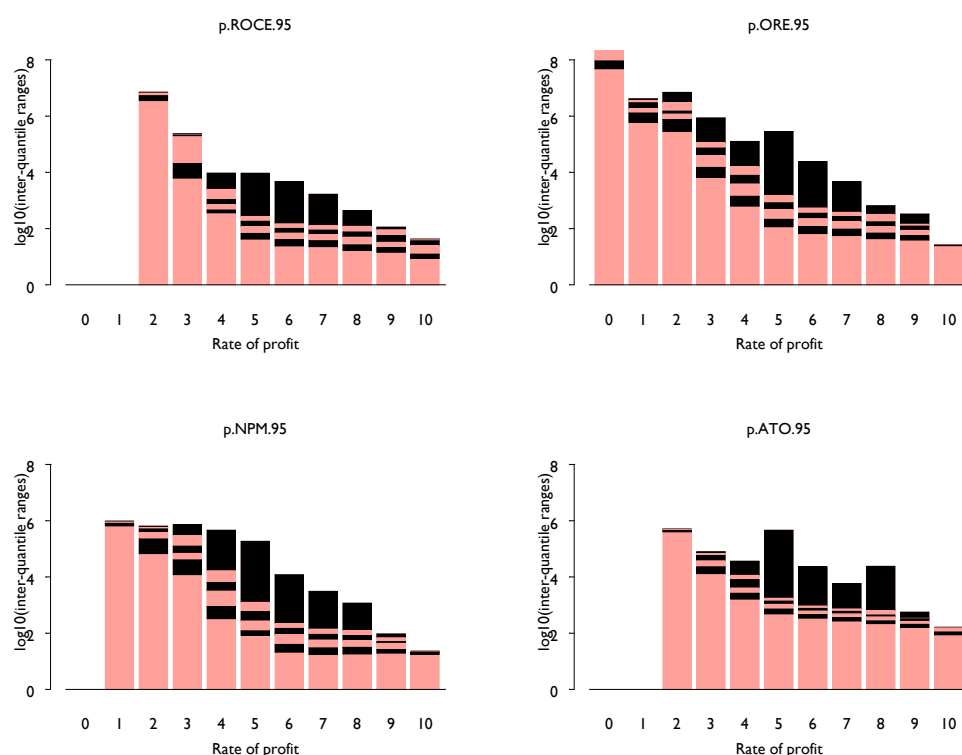 p.ROCE.95
log10(inter-quantile ranges)
8
6
4
2
0
0 1 2 3 4 5 6 7 8 9 10
Rate of profit
p.ORE.95
log10(inter-quantile ranges)
8
6
4
2
0
0 1 2 3 4 5 6 7 8 9 10
Rate of profit
p.NPM.95
log10(inter-quantile ranges)
8
6
4
2
0
0 1 2 3 4 5 6 7 8 9 10
Rate of profit
p.ATO.95
log10(inter-quantile ranges)
8
6
4
2
0
0 1 2 3 4 5 6 7 8 9 10
Rate of profit